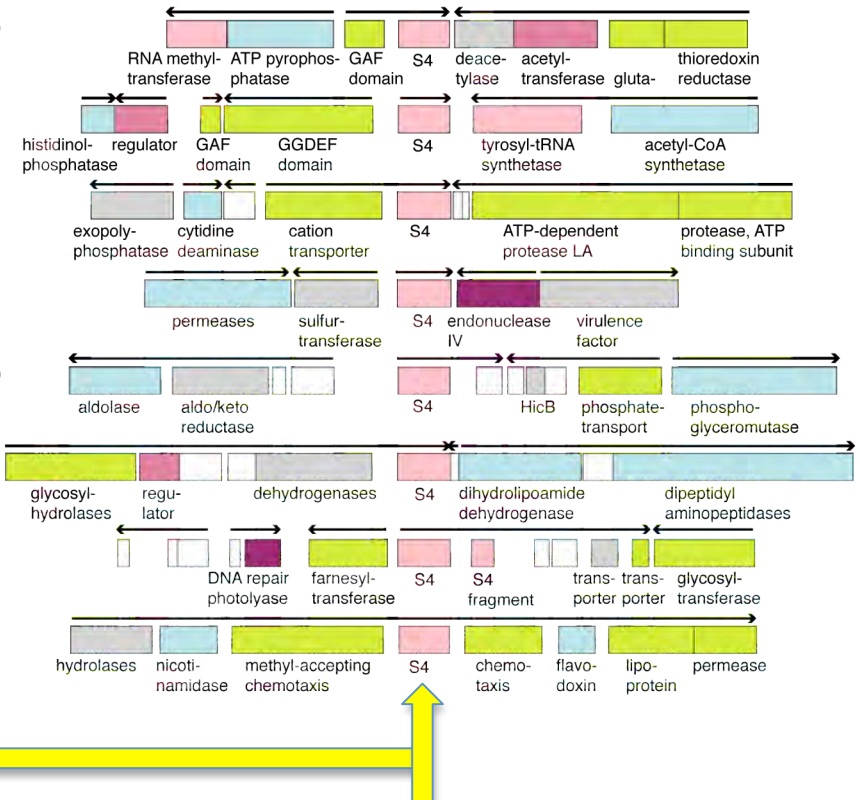 RNA methyl- ATP pyrophos- GAF S4 deace- acetyl- thioredoxin
transferase phatase domain tylase transferase gluta- reductase
histidinol- regulator GAF GGDEF S4 tyrosyl-tRNA acetyl-CoA
phosphatase domain domain synthetase synthetase
exopoly- cytidine cation S4 ATP-dependent protease, ATP
phosphatase deaminase transporter protease LA binding subunit
permeases sulfur- S4 endonuclease virulence
transferase IV factor
aldolase aldo/keto S4 HicB phosphate- phospho-
reductase transport glyceromutase
glycosyl- regu- dehydrogenases S4 dihydrolipoamide dipeptidyl
hydrolases lator dehydrogenase aminopeptidases
DNA repair farnesyl- S4 S4 trans- trans- glycosyl-
photolyase transferase fragment porter porter transferase
hydrolases nicoti- methyl-accepting S4 chemo- flavo- lipo- permease
namidase chemotaxis taxis doxin protein